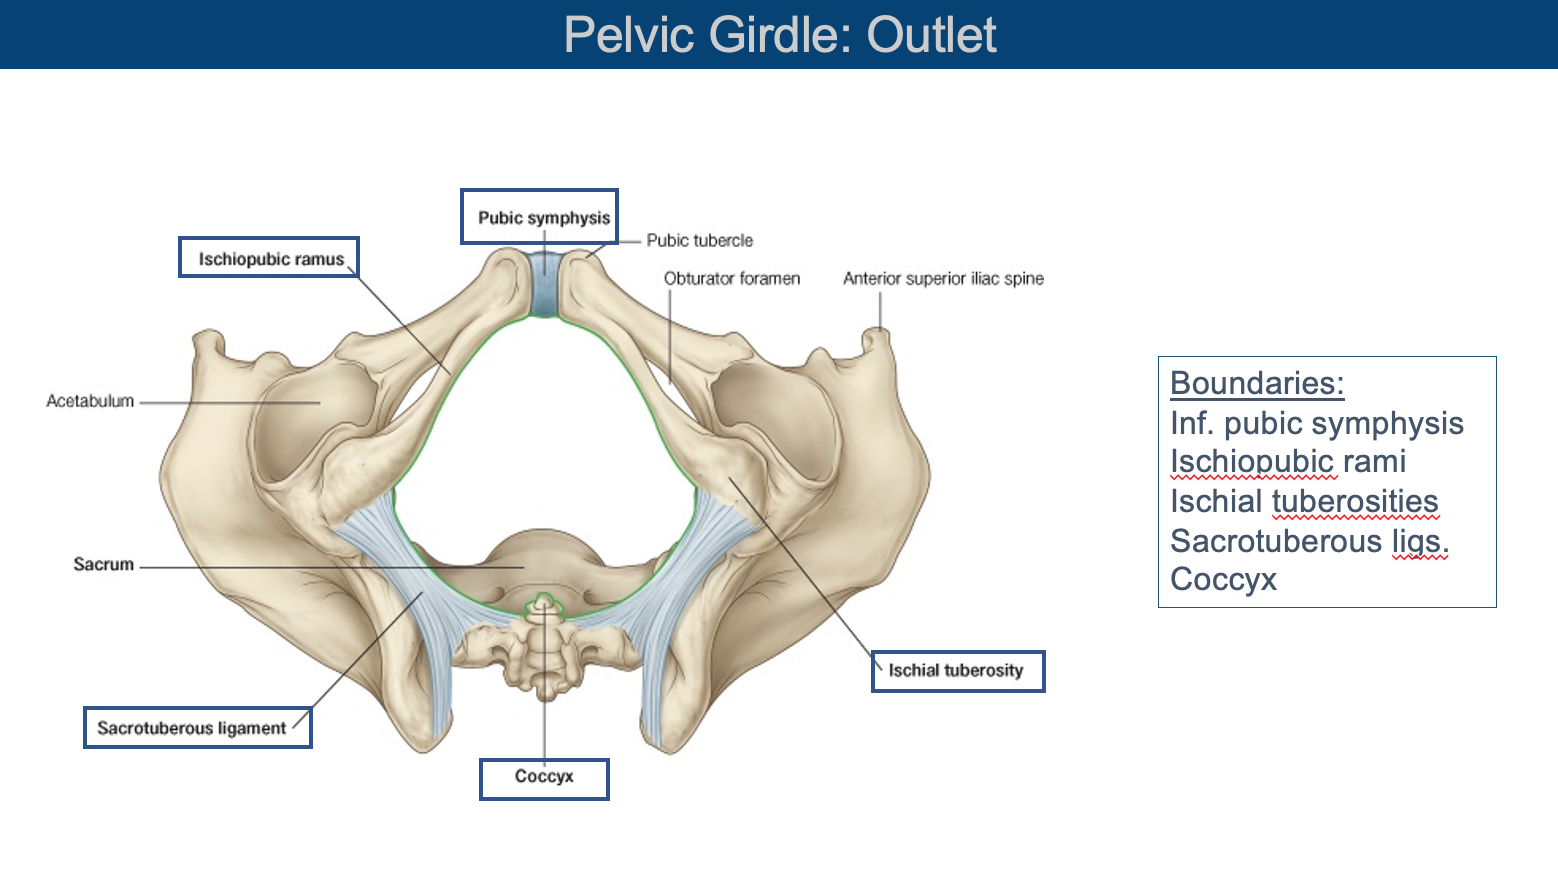 Pelvic Girdle: Outlet
Pubic symphysis
Pubic tubercle
Ischiopubic ramus
Obturator foramen
Anterior superior iliac spine
Acetabulum
Sacrum
Ischial tuberosity
Sacrotuberous ligament
Coccyx
Boundaries:
Inf. pubic symphysis
Ischiopubic rami
Ischial tuberosities
Sacrotuberous ligs.
Coccyx